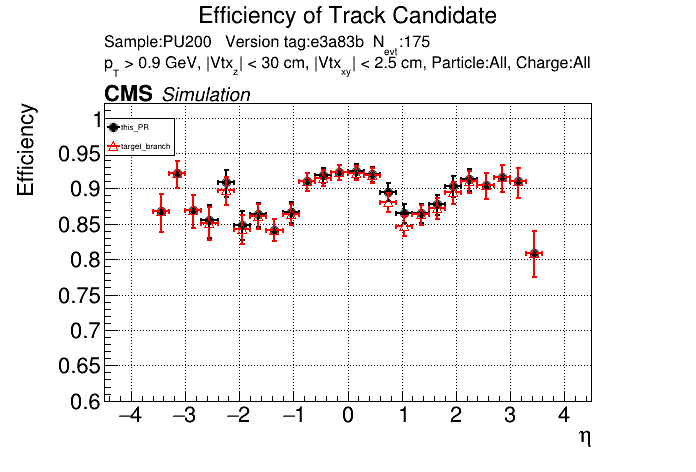 Efficiency of Track Candidate
Sample:PU200 Version tag:e3a83b N_evt:175
p_T > 0.9 GeV, |Vtx_z| < 30 cm, |Vtx_xy| < 2.5 cm, Particle:All, Charge:All
CMS Simulation
Efficiency
1
0.95
0.9
0.85
0.8
0.75
0.7
0.65
0.6
this_PR
target_branch
−4 −3 −2 −1 0 1 2 3 4
η